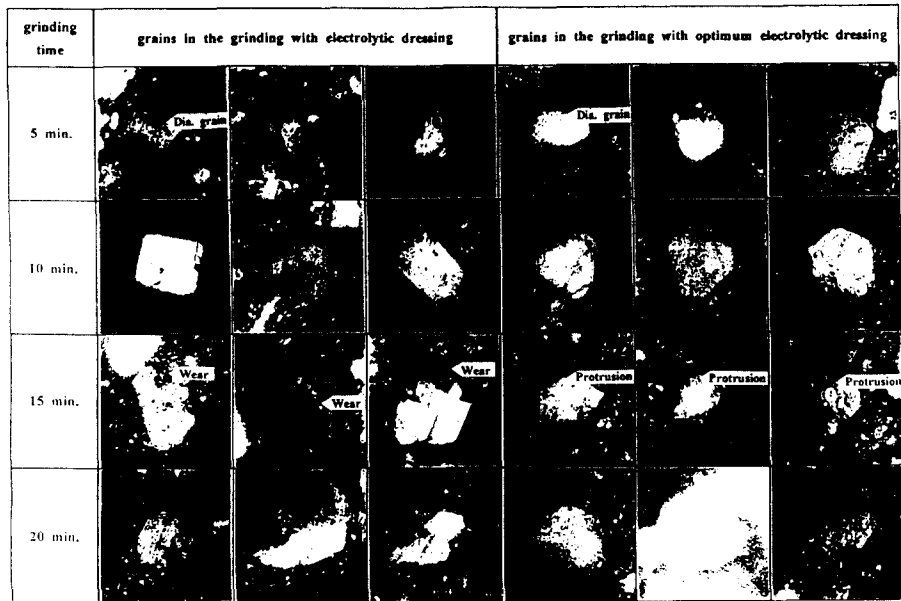 grinding
time
grains in the grinding with electrolytic dressing
grains in the grinding with optimum electrolytic dressing
5 min.
Dia. grain
Dia. grain
10 min.
15 min.
Wear
Wear
Wear
Protrusion
Protrusion
Protrusion
20 min.